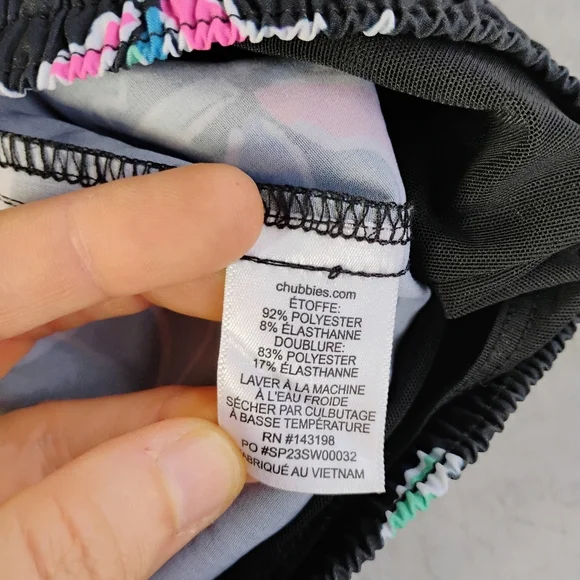 chubbies.com
ÉTOFFE:
92% POLYESTER
8% ÉLASTHANNE
DOUBLURE:
83% POLYESTER
17% ÉLASTHANNE
LAVER À LA MACHINE
À L'EAU FROIDE
SÉCHER PAR CULBUTAGE
À BASSE TEMPÉRATURE
RN #143198
PO #SP23SW00032
FABRIQUÉ AU VIETNAM